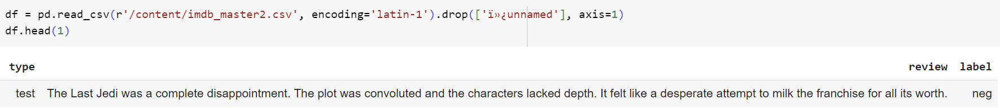 df = pd.read_csv(r'/content/imdb_master2.csv', encoding='latin-1').drop(['ï»¿unnamed'], axis=1)
df.head(1)
type review label
test The Last Jedi was a complete disappointment. The plot was convoluted and the characters lacked depth. It felt like a desperate attempt to milk the franchise for all its worth. neg